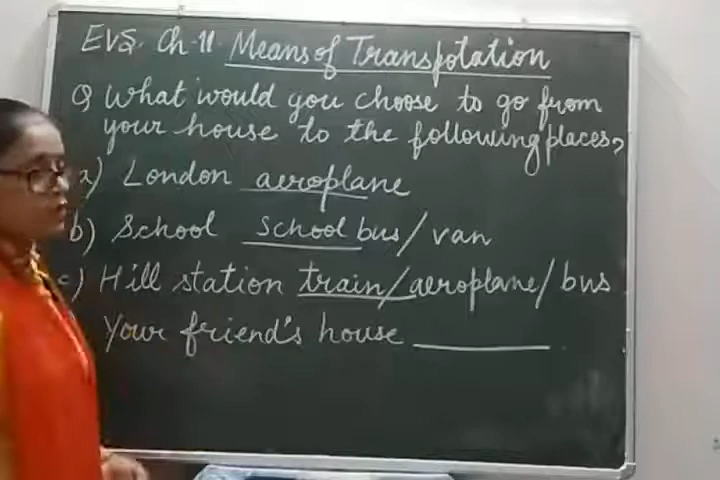 EVS. Ch-11 Means of Transpotation
Q What would you choose to go from
your house to the following places?
a) London aeroplane
b) School school bus/van
c) Hill station train/aeroplane/bus
Your friend's house ________